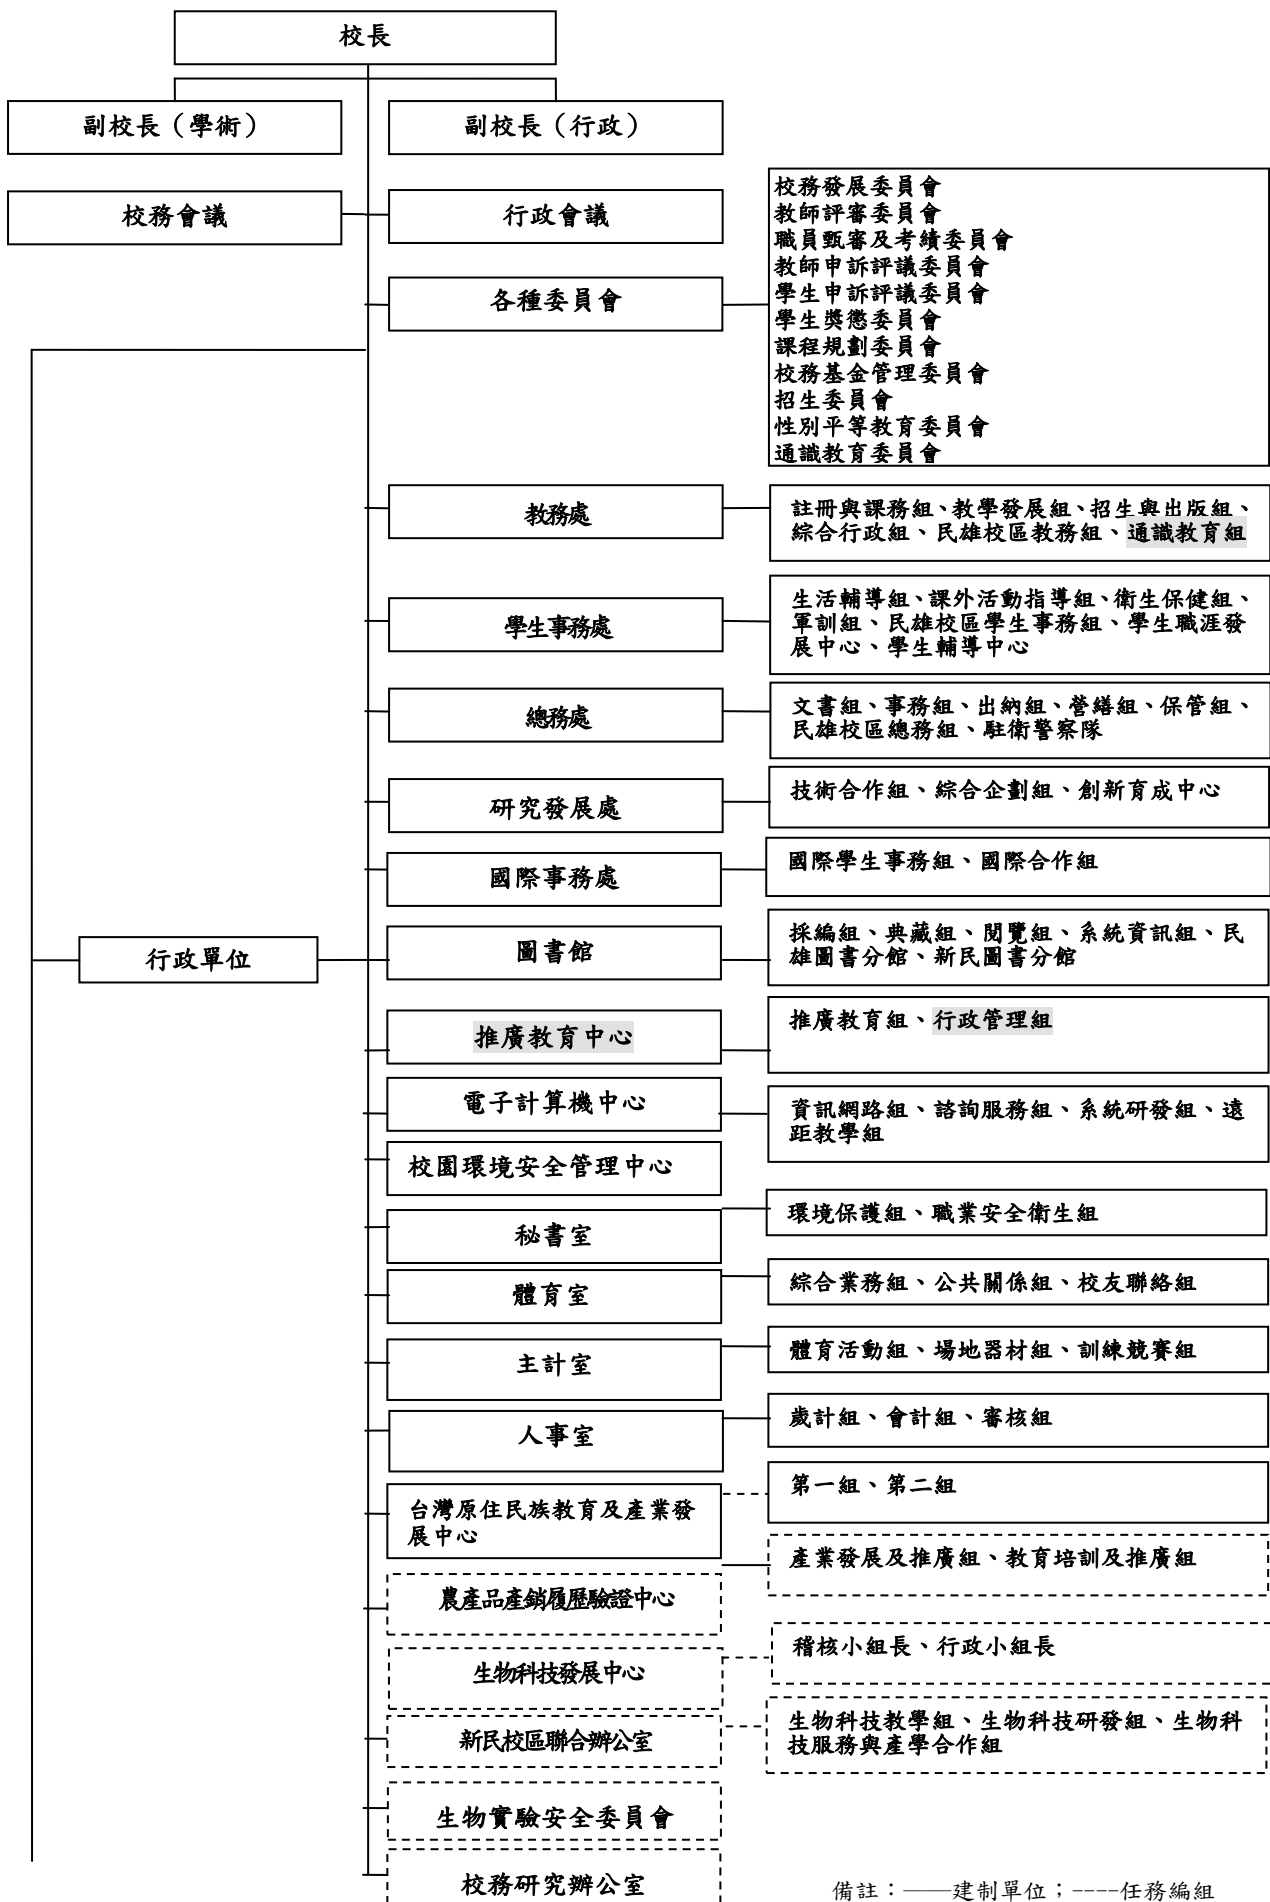 校長
副校長（學術）
副校長（行政）
校務會議
行政會議
各種委員會
校務發展委員會
教師評審委員會
職員甄審及考績委員會
教師申訴評議委員會
學生申訴評議委員會
學生獎懲委員會
課程規劃委員會
校務基金管理委員會
招生委員會
性別平等教育委員會
通識教育委員會
教務處
註冊與課務組、教學發展組、招生與出版組、
綜合行政組、民雄校區教務組、通識教育組
學生事務處
生活輔導組、課外活動指導組、衛生保健組、
軍訓組、民雄校區學生事務組、學生職涯發
展中心、學生輔導中心
總務處
文書組、事務組、出納組、營繕組、保管組、
民雄校區總務組、駐衛警察隊
研究發展處
技術合作組、綜合企劃組、創新育成中心
國際事務處
國際學生事務組、國際合作組
行政單位
圖書館
採編組、典藏組、閱覽組、系統資訊組、民
雄圖書分館、新民圖書分館
推廣教育中心
推廣教育組、行政管理組
電子計算機中心
資訊網路組、諮詢服務組、系統研發組、遠
距教學組
校園環境安全管理中心
環境保護組、職業安全衛生組
秘書室
綜合業務組、公共關係組、校友聯絡組
體育室
體育活動組、場地器材組、訓練競賽組
主計室
歲計組、會計組、審核組
人事室
第一組、第二組
台灣原住民族教育及產業發
展中心
產業發展及推廣組、教育培訓及推廣組
農產品產銷履歷驗證中心
稽核小組長、行政小組長
生物科技發展中心
生物科技教學組、生物科技研發組、生物科
技服務與產學合作組
新民校區聯合辦公室
生物實驗安全委員會
校務研究辦公室
備註：——建制單位；----任務編組